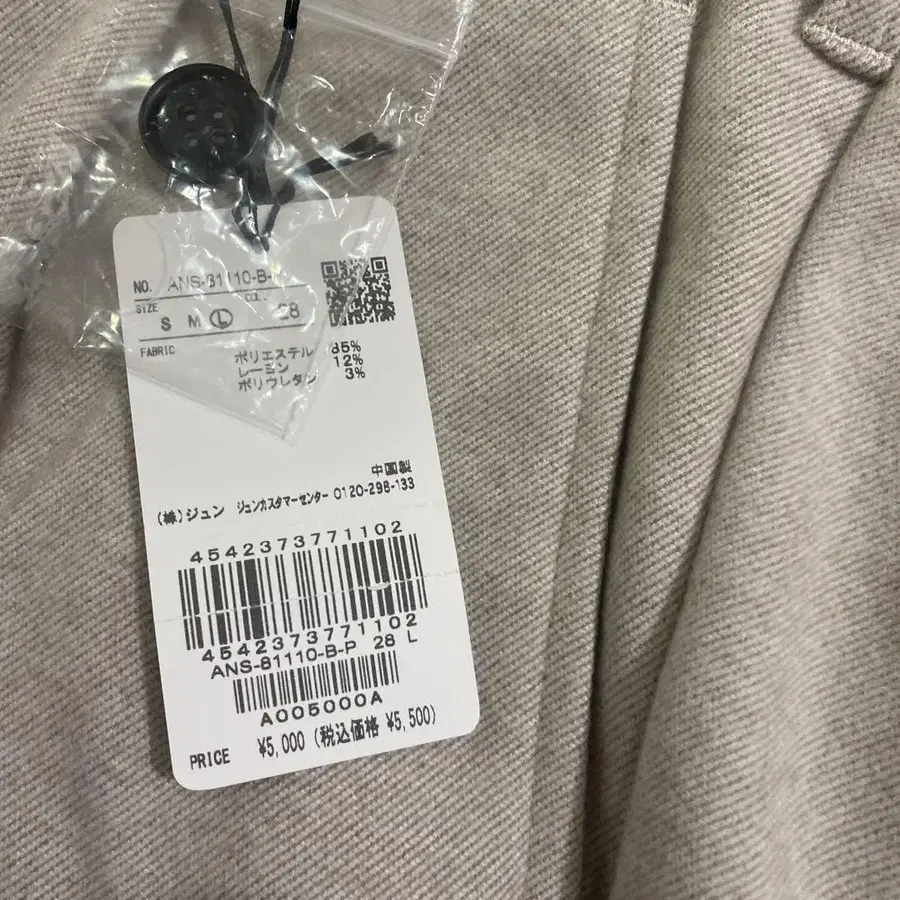 NO. ANS-81110-B-
SIZE COL.
S M L 28
FABRIC
ポリエステル 85%
レーヨン 12%
ポリウレタン 3%
中国製
(株)ジュン ジュンカスタマーセンター 0120-298-133
4542373771102
4542373771102
ANS-81110-B-P 28 L
A005000A
PRICE ¥5,000 (税込価格 ¥5,500)